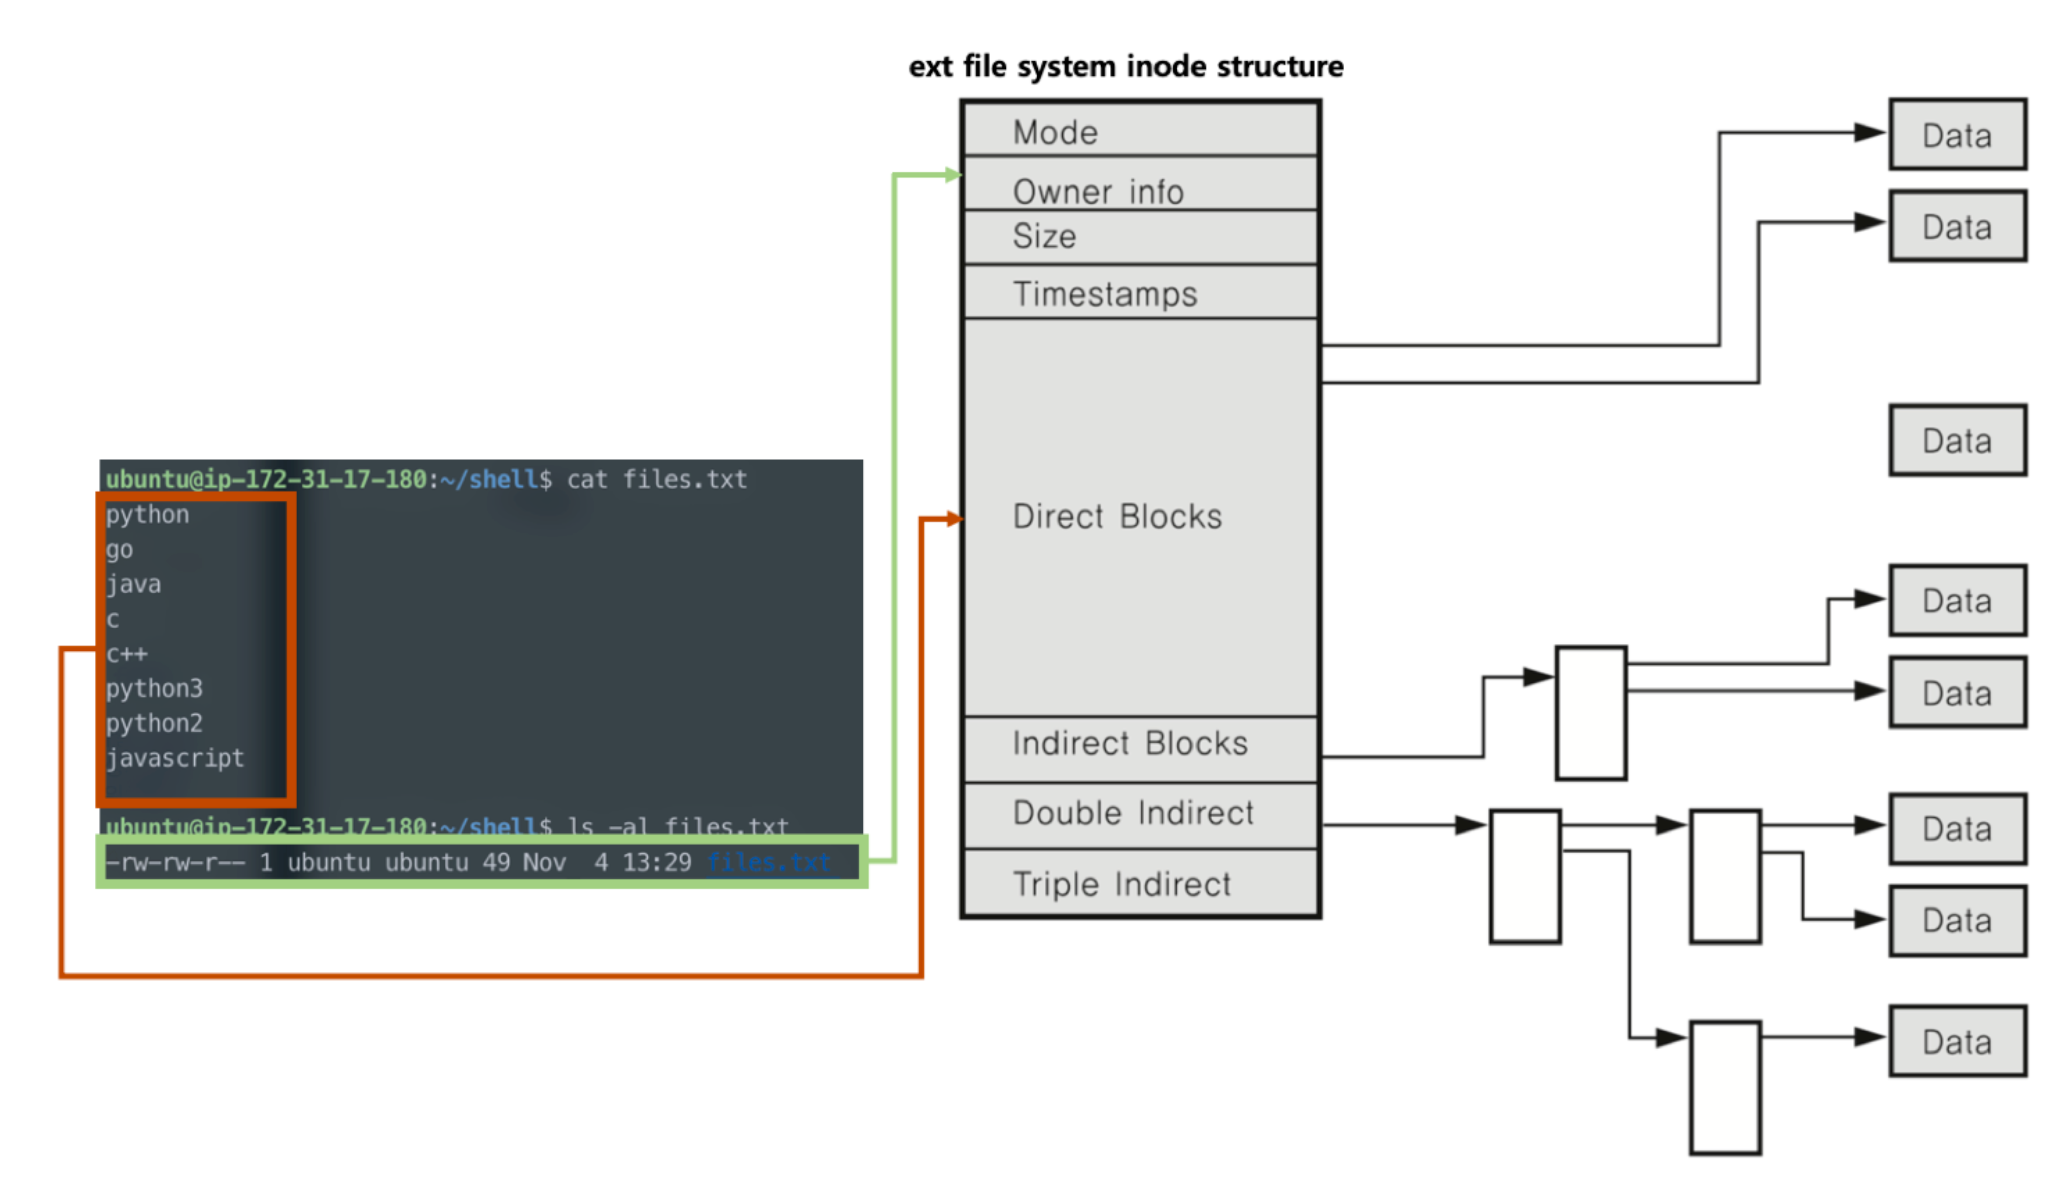 ext file system inode structure
Mode
Owner info
Size
Timestamps
Direct Blocks
Indirect Blocks
Double Indirect
Triple Indirect
Data
Data
Data
Data
Data
Data
Data
Data
ubuntu@ip-172-31-17-180:~/shell$ cat files.txt
python
go
java
c
c++
python3
python2
javascript
ubuntu@ip-172-31-17-180:~/shell$ ls -al files.txt
-rw-rw-r-- 1 ubuntu ubuntu 49 Nov  4 13:29 files.txt